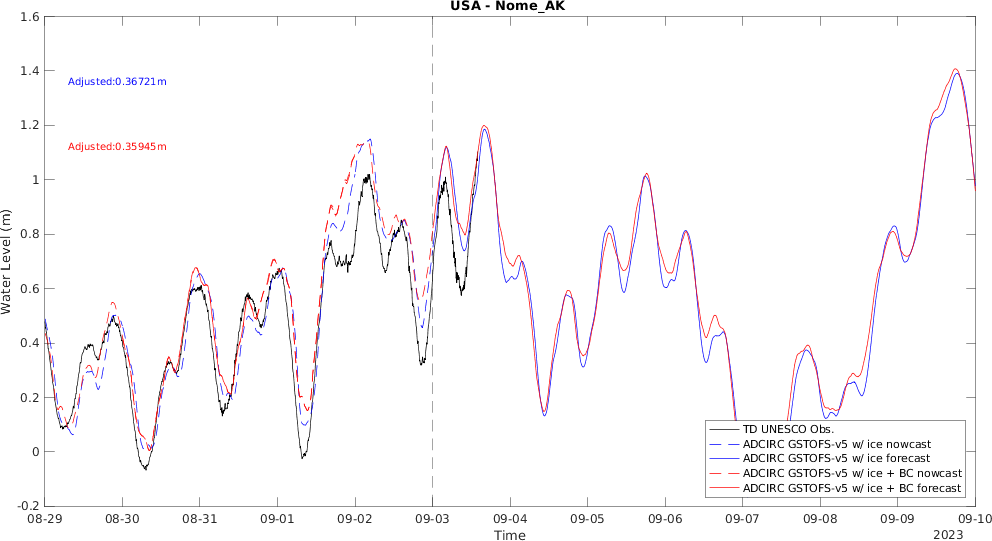 USA - Nome_AK
1.6
1.4
1.2
1
0.8
0.6
0.4
0.2
0
-0.2
Water Level (m)
Adjusted:0.36721m
Adjusted:0.35945m
TD UNESCO Obs.
ADCIRC GSTOFS-v5 w/ ice nowcast
ADCIRC GSTOFS-v5 w/ ice forecast
ADCIRC GSTOFS-v5 w/ ice + BC nowcast
ADCIRC GSTOFS-v5 w/ ice + BC forecast
08-29 08-30 08-31 09-01 09-02 09-03 09-04 09-05 09-06 09-07 09-08 09-09 09-10
Time
2023